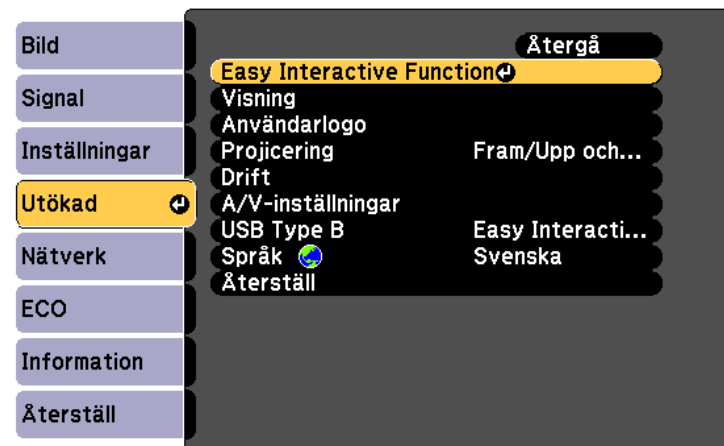 Bild
Signal
Inställningar
Utökad
Nätverk
ECO
Information
Återställ
Återgå
Easy Interactive Function
Visning
Användarlogo
Projicering Fram/Upp och...
Drift
A/V-inställningar
USB Type B Easy Interacti...
Språk Svenska
Återställ